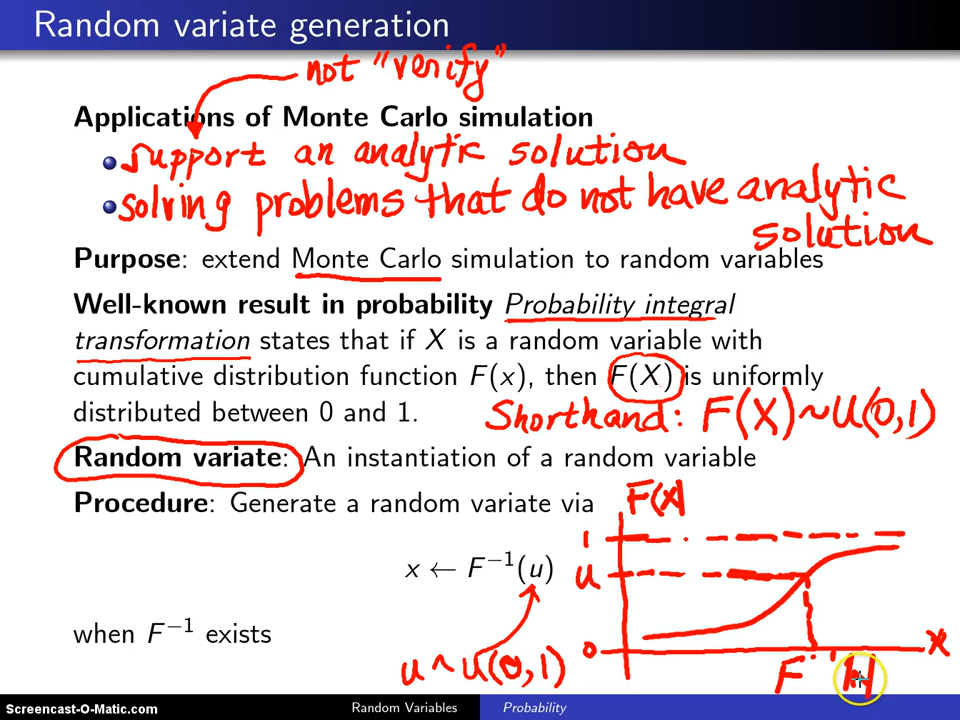 Random variate generation
not "verify"
Applications of Monte Carlo simulation
support an analytic solution
solving problems that do not have analytic
solution
Purpose: extend Monte Carlo simulation to random variables
Well-known result in probability Probability integral
transformation states that if X is a random variable with
cumulative distribution function F(x), then F(X) is uniformly
distributed between 0 and 1.
Shorthand: F(X) ~ U(0,1)
Random variate: An instantiation of a random variable
Procedure: Generate a random variate via
F(x)
1
x ← F⁻¹(u)
u
when F⁻¹ exists
0
x
u ~ U(0,1)
F
Screencast-O-Matic.com
Random Variables
Probability